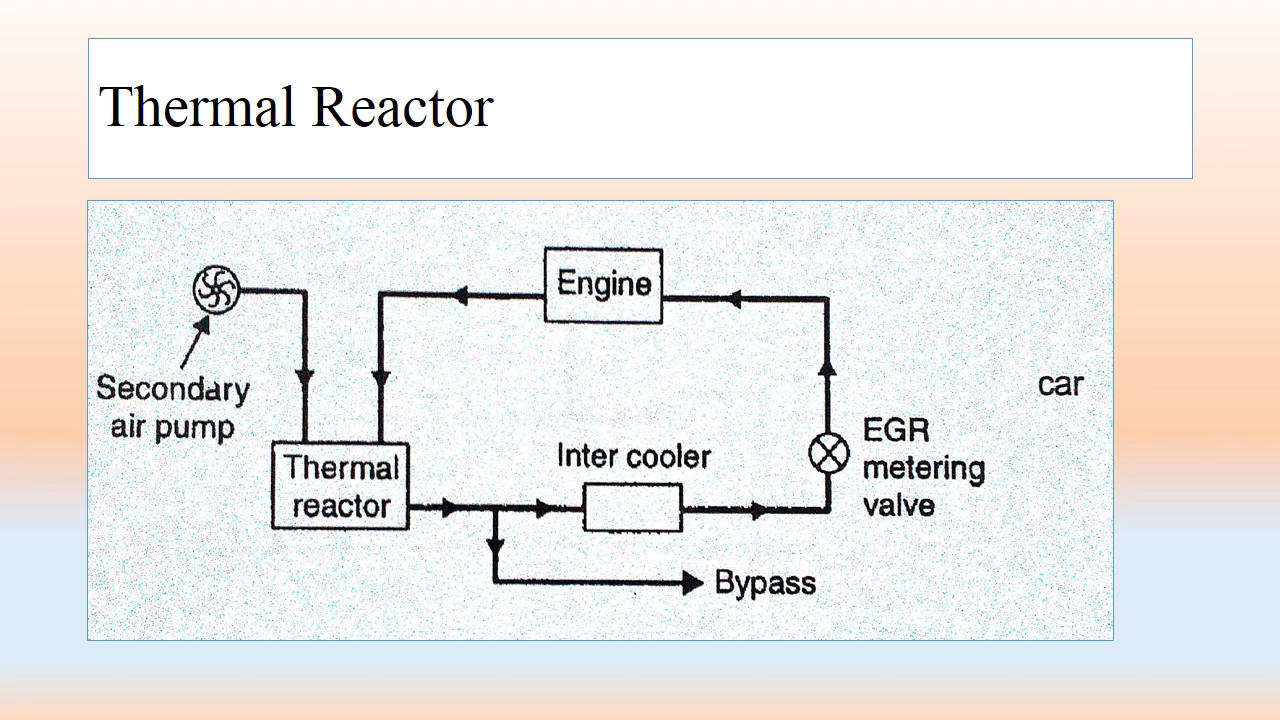 Thermal Reactor
Engine
Secondary
air pump
car
Thermal
reactor
Inter cooler
EGR
metering
valve
Bypass